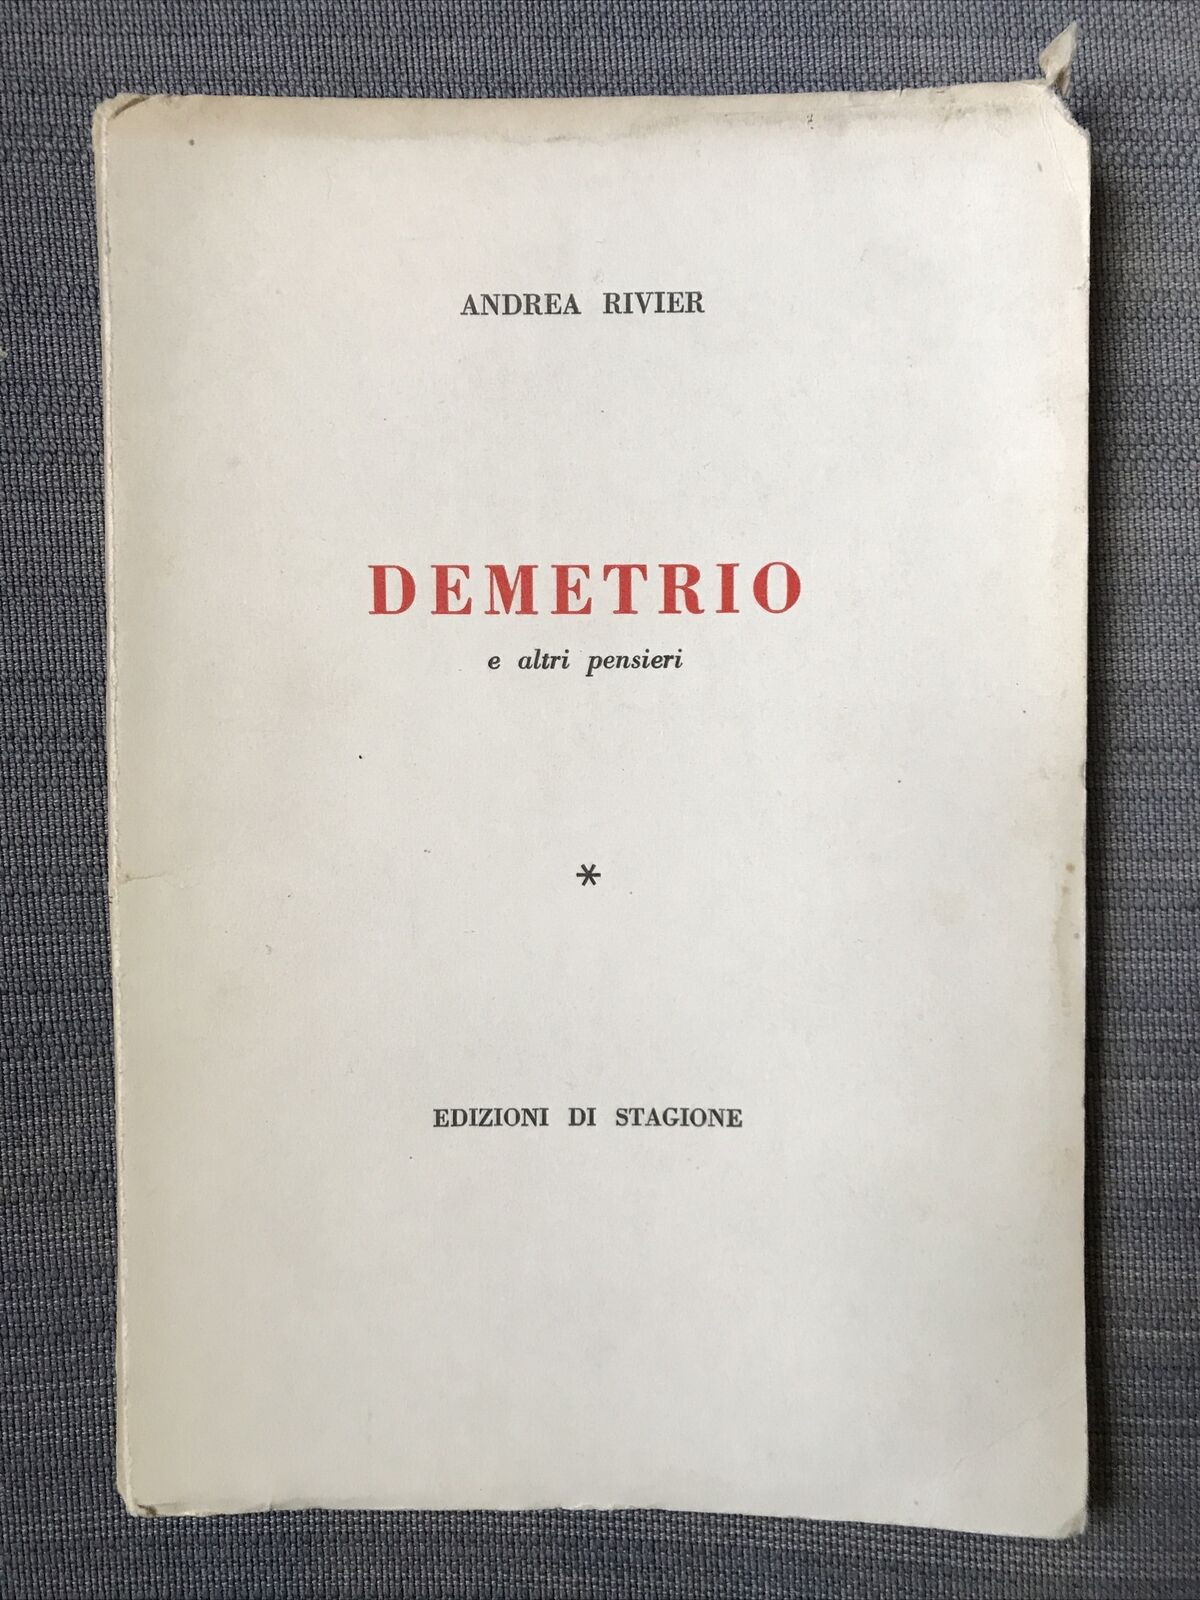 ANDREA RIVIER
DEMETRIO
e altri pensieri
*
EDIZIONI DI STAGIONE